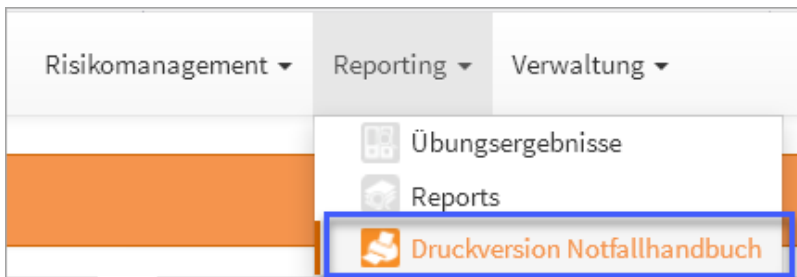 Risikomanagement Reporting Verwaltung
Übungsergebnisse
Reports
Druckversion Notfallhandbuch